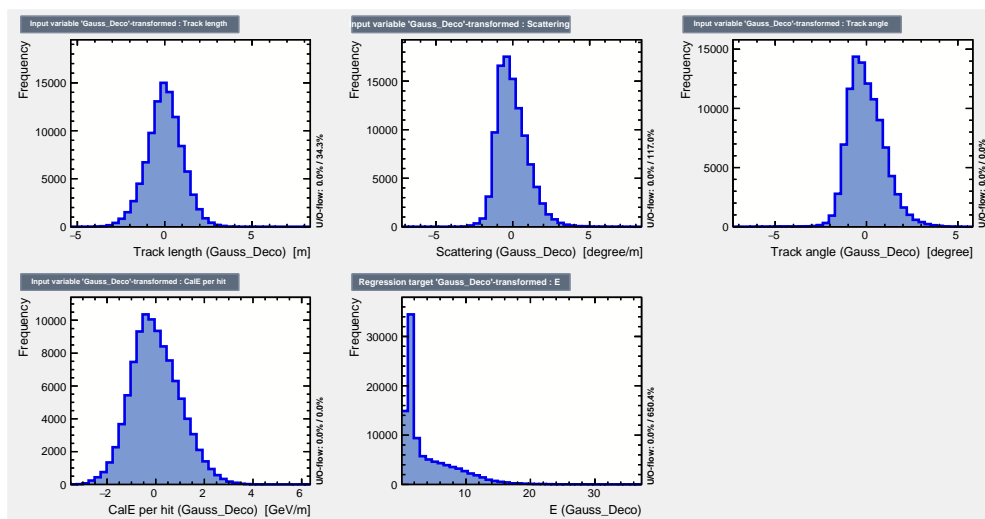 Input variable 'Gauss_Deco'-transformed : Track length
Frequency
15000
10000
5000
0
−5
0
5
Track length (Gauss_Deco) [m]
U/O-flow: 0.0% / 34.3%
nput variable 'Gauss_Deco'-transformed : Scattering
Frequency
15000
10000
5000
0
−5
0
5
Scattering (Gauss_Deco) [degree/m]
U/O-flow: 0.0% / 117.0%
Input variable 'Gauss_Deco'-transformed : Track angle
Frequency
15000
10000
5000
0
−5
0
5
Track angle (Gauss_Deco) [degree]
U/O-flow: 0.0% / 0.0%
Input variable 'Gauss_Deco'-transformed : CalE per hit
Frequency
10000
8000
6000
4000
2000
0
−2
0
2
4
6
CalE per hit (Gauss_Deco) [GeV/m]
U/O-flow: 0.0% / 0.0%
Regression target 'Gauss_Deco'-transformed : E
Frequency
30000
20000
10000
0
10
20
30
E (Gauss_Deco)
U/O-flow: 0.0% / 650.4%